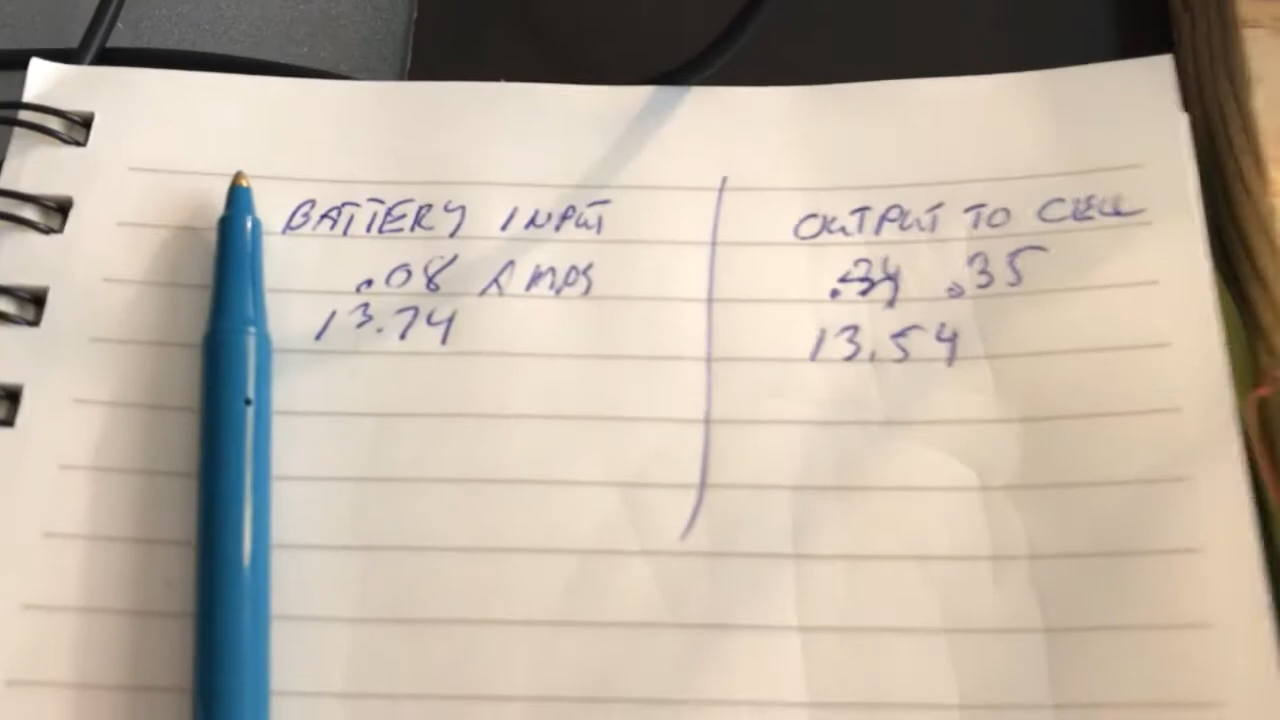 BATTERY INPUT
.08 AMPS
13.74
OUTPUT TO CELL
.34 .35
13.54